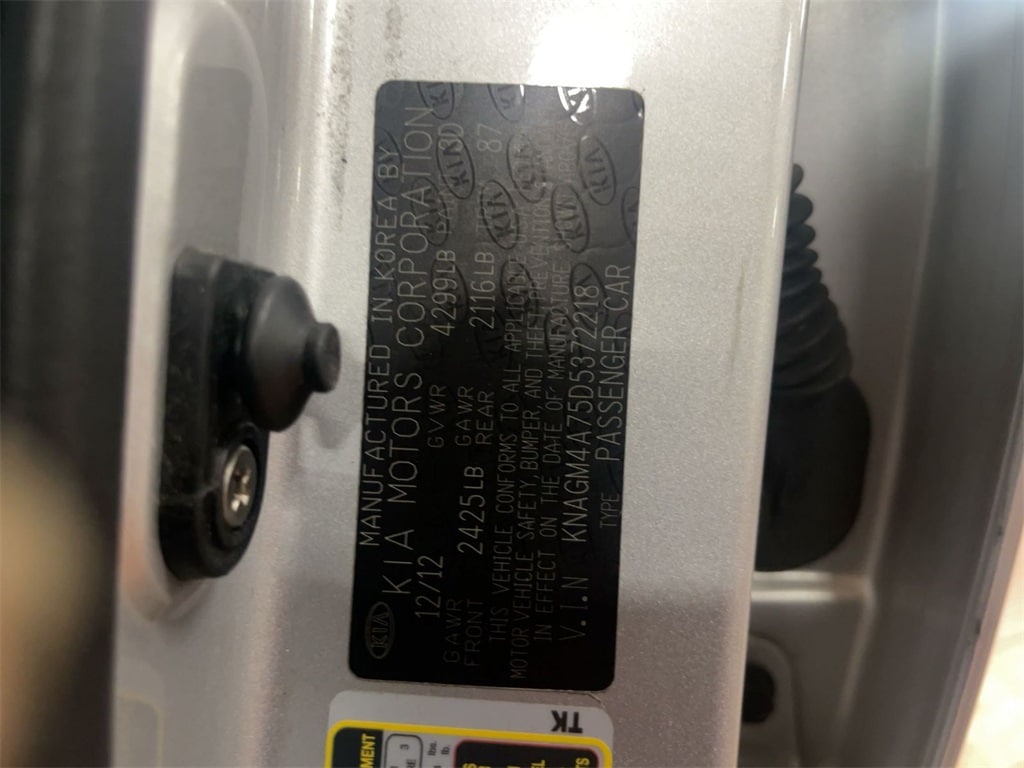 MANUFACTURED IN KOREA BY
KIA MOTORS CORPORATION
12/12 GVWR 4299LB
GAWR FRONT 2425LB GAWR REAR 2116LB 87
THIS VEHICLE CONFORMS TO ALL
MOTOR VEHICLE SAFETY, BUMPER, AND THEFT PREVENTION
IN EFFECT ON THE DATE OF MANUFACTURE
V.I.N KNAGM4A75D5372218
TYPE PASSENGER CAR
KIA
TK